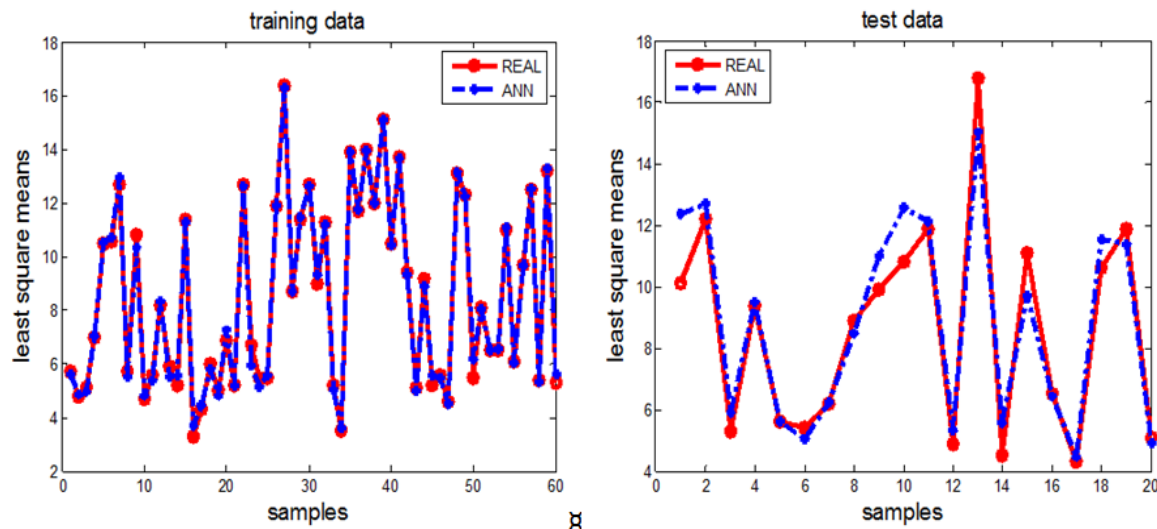 training data
18
16
14
12
10
8
6
4
2
least square means
REAL
ANN
0 10 20 30 40 50 60
samples
¤
test data
18
16
14
12
10
8
6
4
least square means
REAL
ANN
0 2 4 6 8 10 12 14 16 18 20
samples